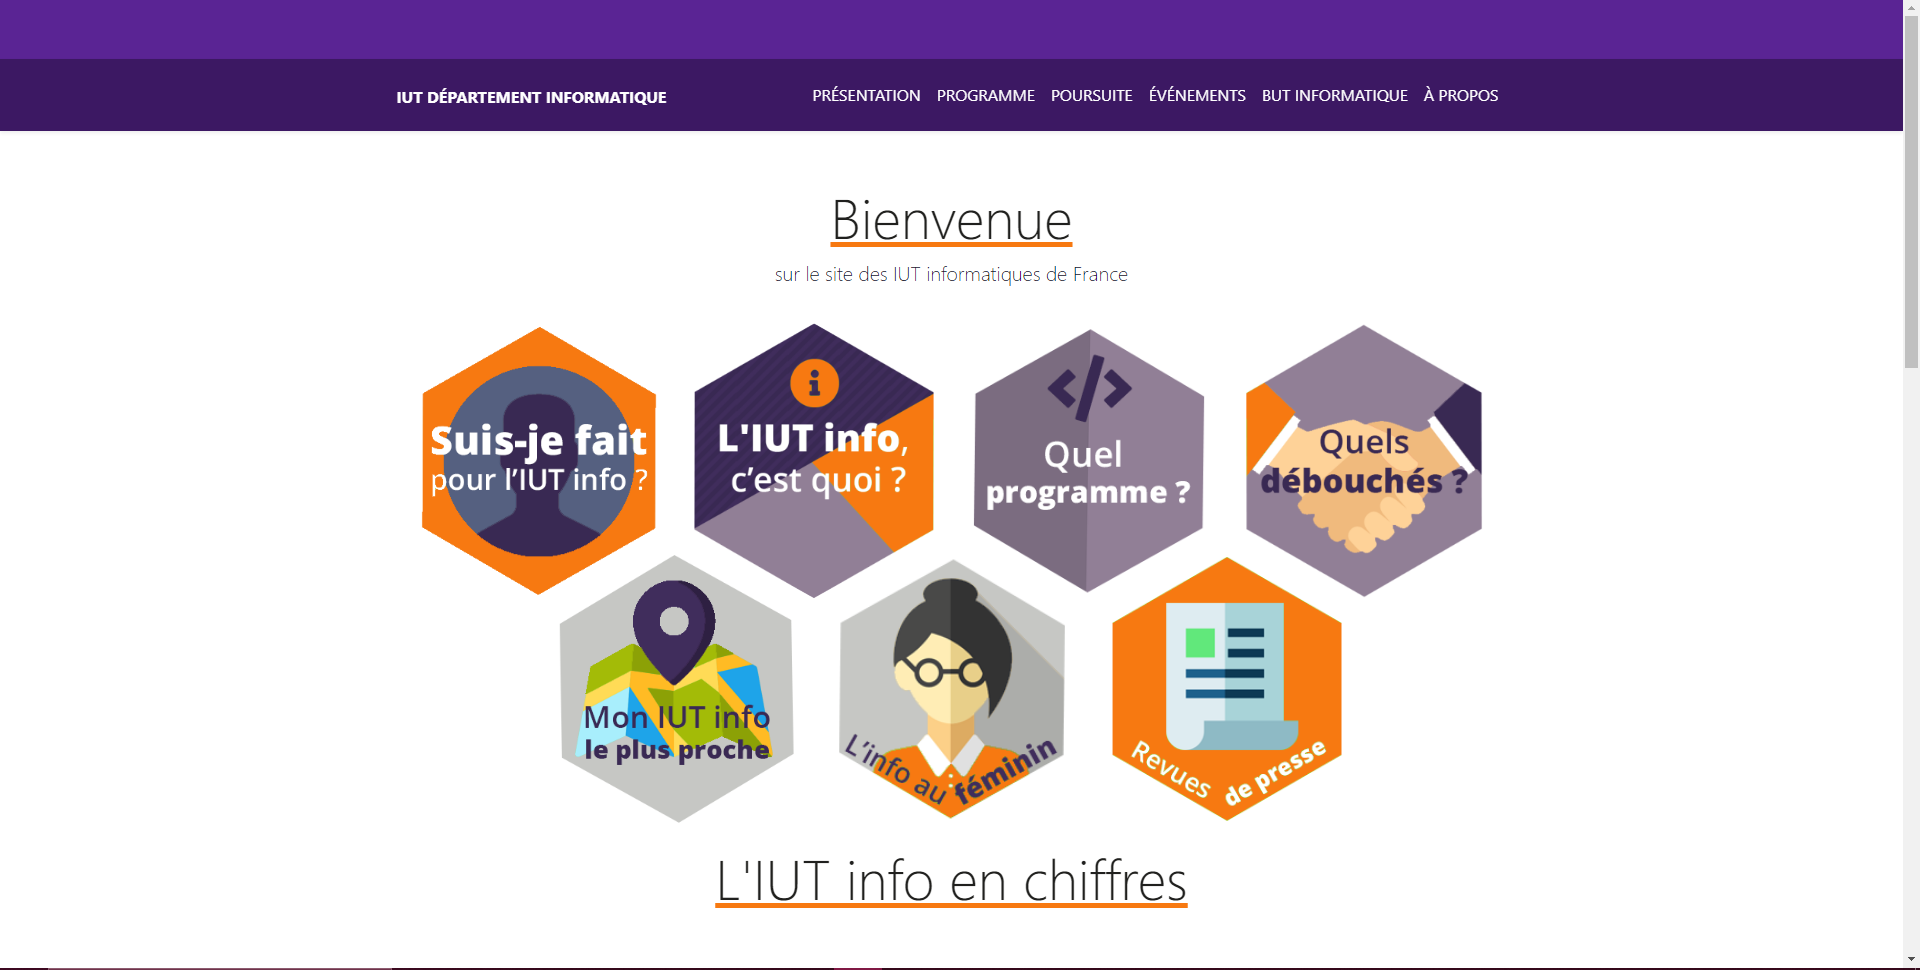 IUT DÉPARTEMENT INFORMATIQUE
PRÉSENTATION PROGRAMME POURSUITE ÉVÉNEMENTS BUT INFORMATIQUE À PROPOS
Bienvenue
sur le site des IUT informatiques de France
Suis-je fait
pour l'IUT info ?
L'IUT info,
c'est quoi ?
Quel
programme ?
Quels
débouchés ?
Mon IUT info
le plus proche
L'info au féminin
Revues de presse
L'IUT info en chiffres